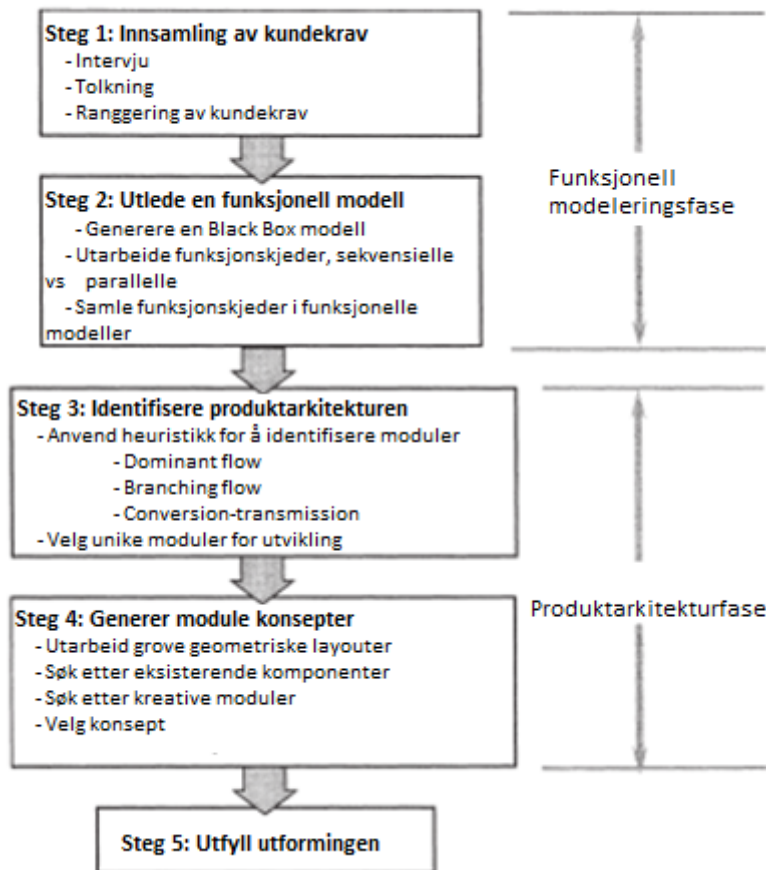 Steg 1: Innsamling av kundekrav
- Intervju
- Tolkning
- Ranggering av kundekrav
Steg 2: Utlede en funksjonell modell
- Generere en Black Box modell
- Utarbeide funksjonskjeder, sekvensielle
vs parallelle
- Samle funksjonskjeder i funksjonelle
modeller
Funksjonell
modeleringsfase
Steg 3: Identifisere produktarkitekturen
- Anvend heuristikk for å identifisere moduler
- Dominant flow
- Branching flow
- Conversion-transmission
- Velg unike moduler for utvikling
Steg 4: Generer module konsepter
- Utarbeid grove geometriske layouter
- Søk etter eksisterende komponenter
- Søk etter kreative moduler
- Velg konsept
Produktarkitekturfase
Steg 5: Utfyll utformingen